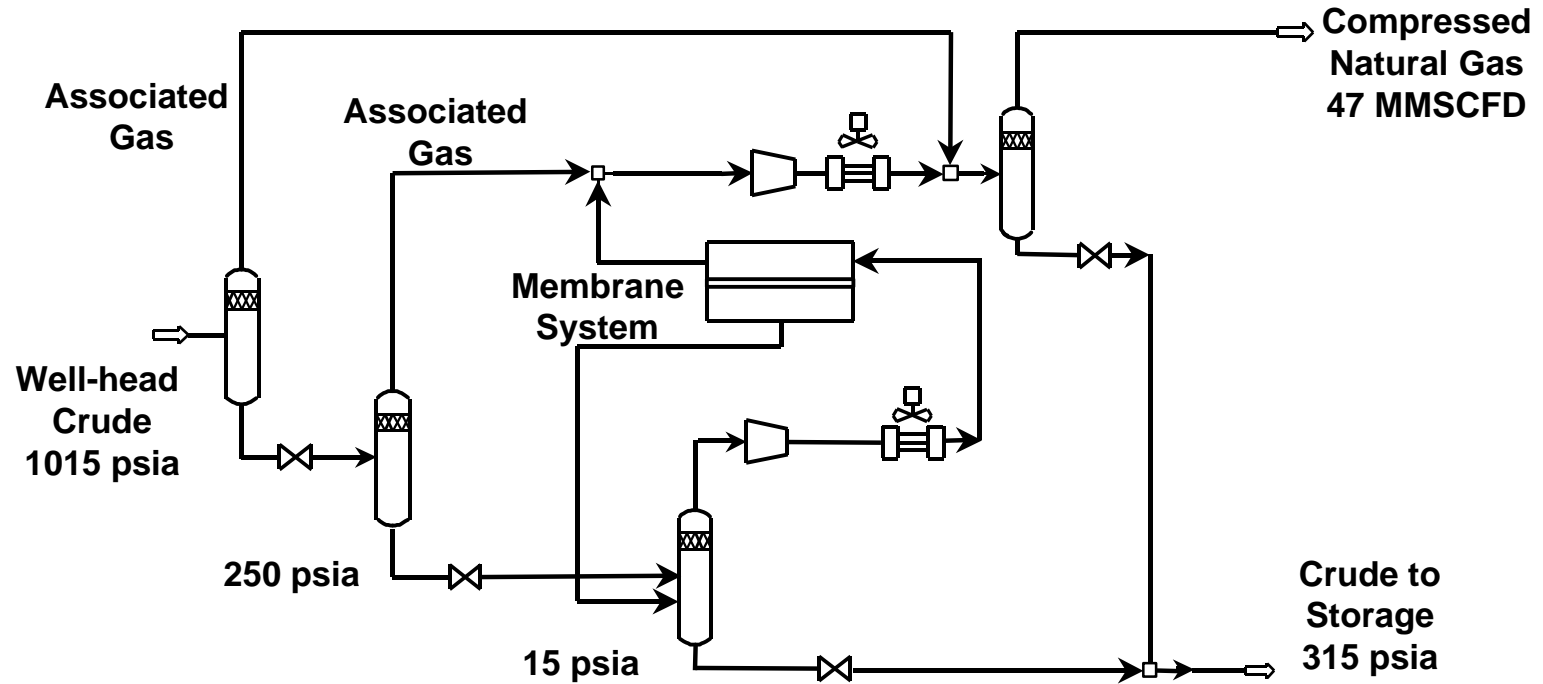 Compressed
Natural Gas
47 MMSCFD
Associated
Gas
Associated
Gas
Membrane
System
Well-head
Crude
1015 psia
250 psia
15 psia
Crude to
Storage
315 psia